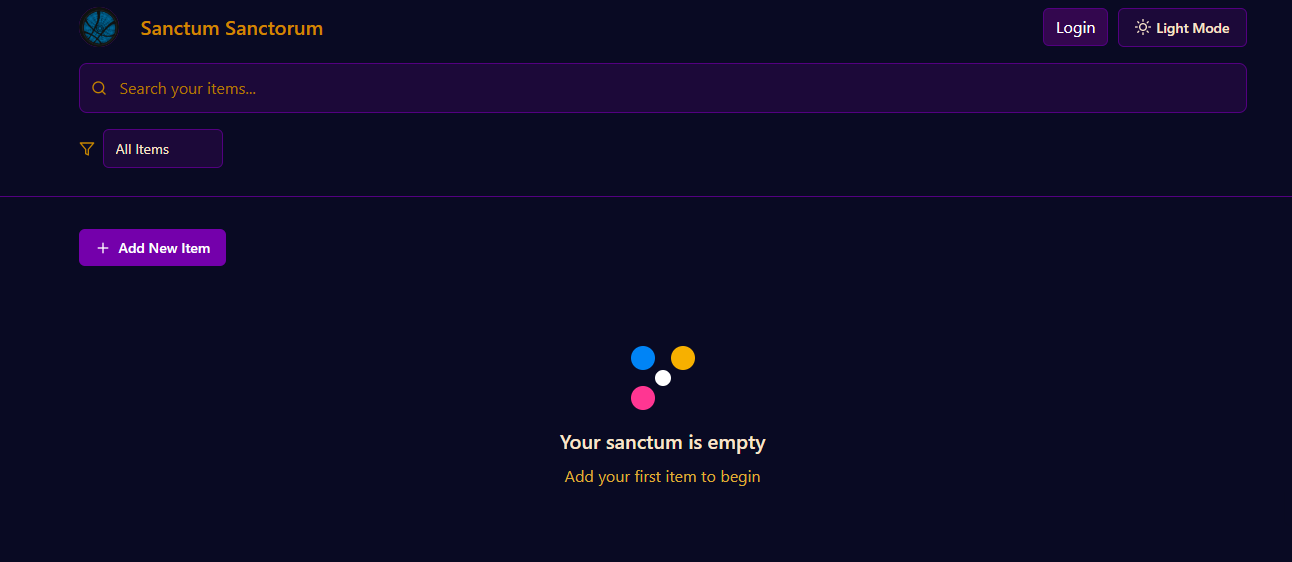 Sanctum Sanctorum
Login
Light Mode
Search your items...
All Items
Add New Item
Your sanctum is empty
Add your first item to begin